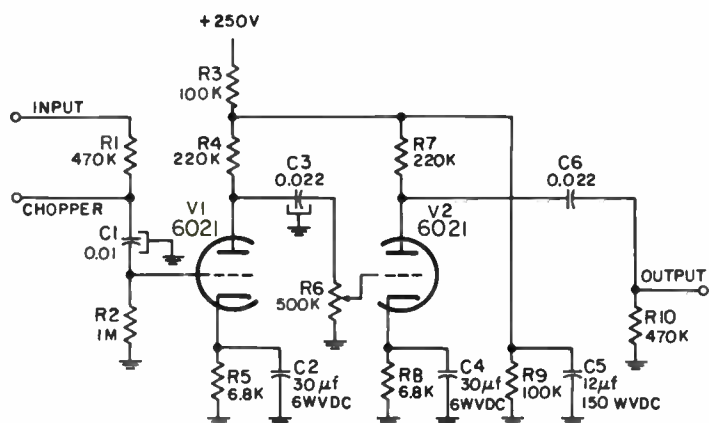 +250V
R3
100K
INPUT
R1
470K
R4
220K
R7
220K
C3
0.022
C6
0.022
CHOPPER
V1
6021
V2
6021
C1
0.01
R6
500K
OUTPUT
R2
1M
R10
470K
R5
6.8K
C2
30µf
6WVDC
R8
6.8K
C4
30µf
6WVDC
R9
100K
C5
12µf
150 WVDC